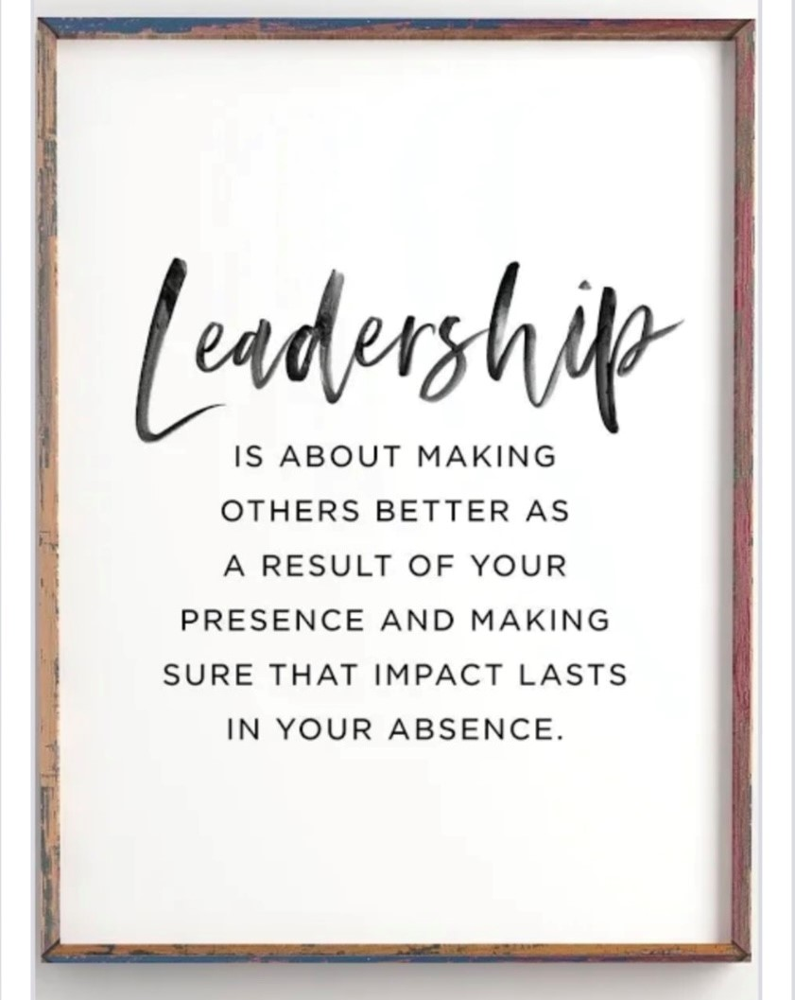 Leadership
IS ABOUT MAKING
OTHERS BETTER AS
A RESULT OF YOUR
PRESENCE AND MAKING
SURE THAT IMPACT LASTS
IN YOUR ABSENCE.